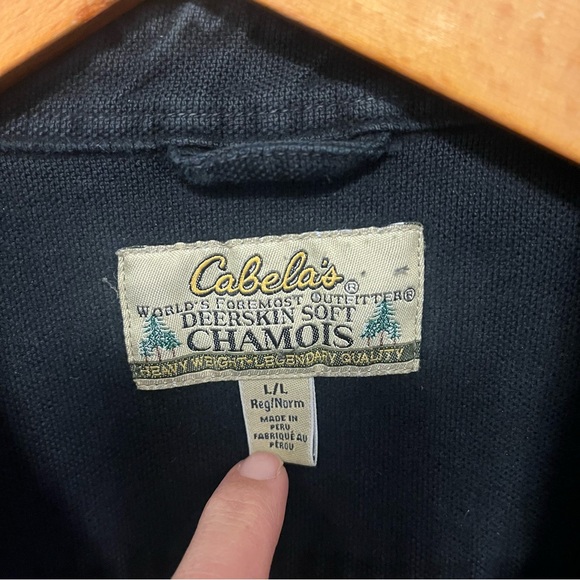 Cabela's®
WORLD'S FOREMOST OUTFITTER®
DEERSKIN SOFT
CHAMOIS
HEAVY WEIGHT-LEGENDARY QUALITY
L/L
Reg/Norm
MADE IN
PERU
FABRIQUÉ AU
PÉROU